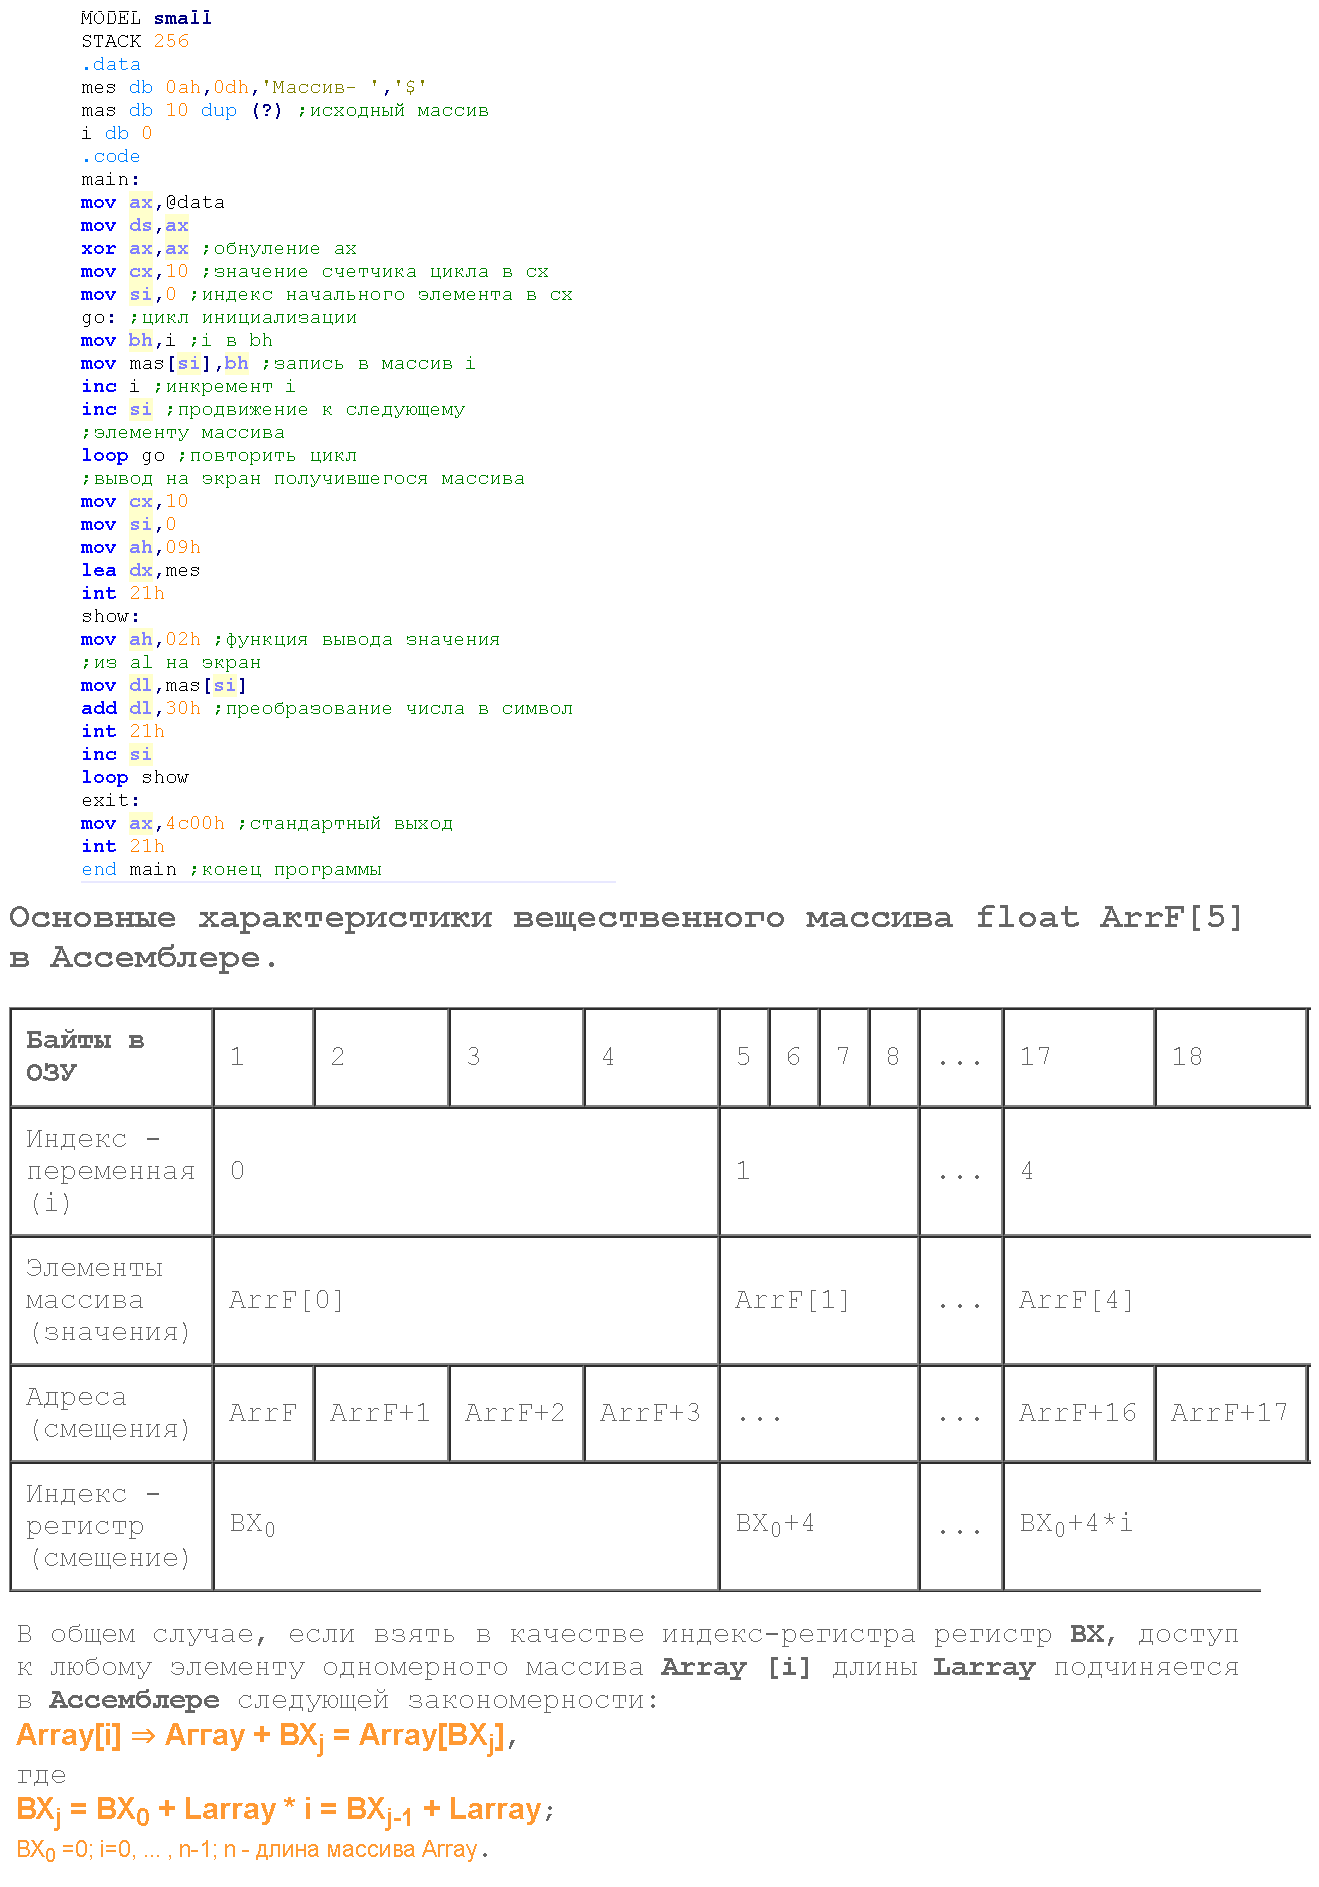 MODEL small
STACK 256
.data
mes db 0ah,0dh,'Массив- ','$'
mas db 10 dup (?) ;исходный массив
i db 0
.code
main:
mov ax,@data
mov ds,ax
xor ax,ax ;обнуление ax
mov cx,10 ;значение счетчика цикла в cx
mov si,0 ;индекс начального элемента в cx
go: ;цикл инициализации
mov bh,i ;i в bh
mov mas[si],bh ;запись в массив i
inc i ;инкремент i
inc si ;продвижение к следующему
;элементу массива
loop go ;повторить цикл
;вывод на экран получившегося массива
mov cx,10
mov si,0
mov ah,09h
lea dx,mes
int 21h
show:
mov ah,02h ;функция вывода значения
;из al на экран
mov dl,mas[si]
add dl,30h ;преобразование числа в символ
int 21h
inc si
loop show
exit:
mov ax,4c00h ;стандартный выход
int 21h
end main ;конец программы
Основные характеристики вещественного массива float ArrF[5]
в Ассемблере.
Байты в ОЗУ 1 2 3 4 5 6 7 8 ... 17 18
Индекс - переменная (i) 0 1 ... 4
Элементы массива (значения) ArrF[0] ArrF[1] ... ArrF[4]
Адреса (смещения) ArrF ArrF+1 ArrF+2 ArrF+3 ... ... ArrF+16 ArrF+17
Индекс - регистр (смещение) BX0 BX0+4 ... BX0+4*i
В общем случае, если взять в качестве индекс-регистра регистр BX, доступ
к любому элементу одномерного массива Array [i] длины Larray подчиняется
в Ассемблере следующей закономерности:
Array[i] ⇒ Аггау + BXj = Array[BXj],
где
BXj = BX0 + Larray * i = BXj-1 + Larray;
BX0 =0; i=0, ... , n-1; n - длина массива Array.